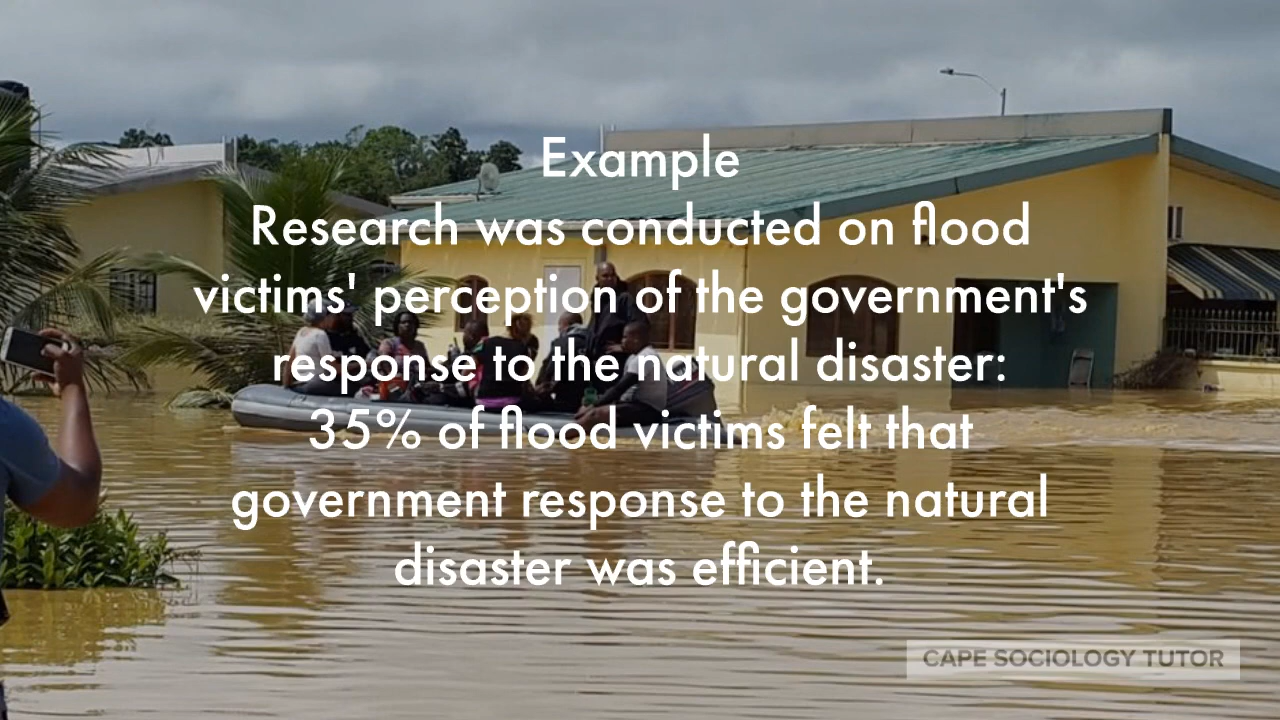 Example
Research was conducted on flood
victims' perception of the government's
response to the natural disaster:
35% of flood victims felt that
government response to the natural
disaster was efficient.
CAPE SOCIOLOGY TUTOR